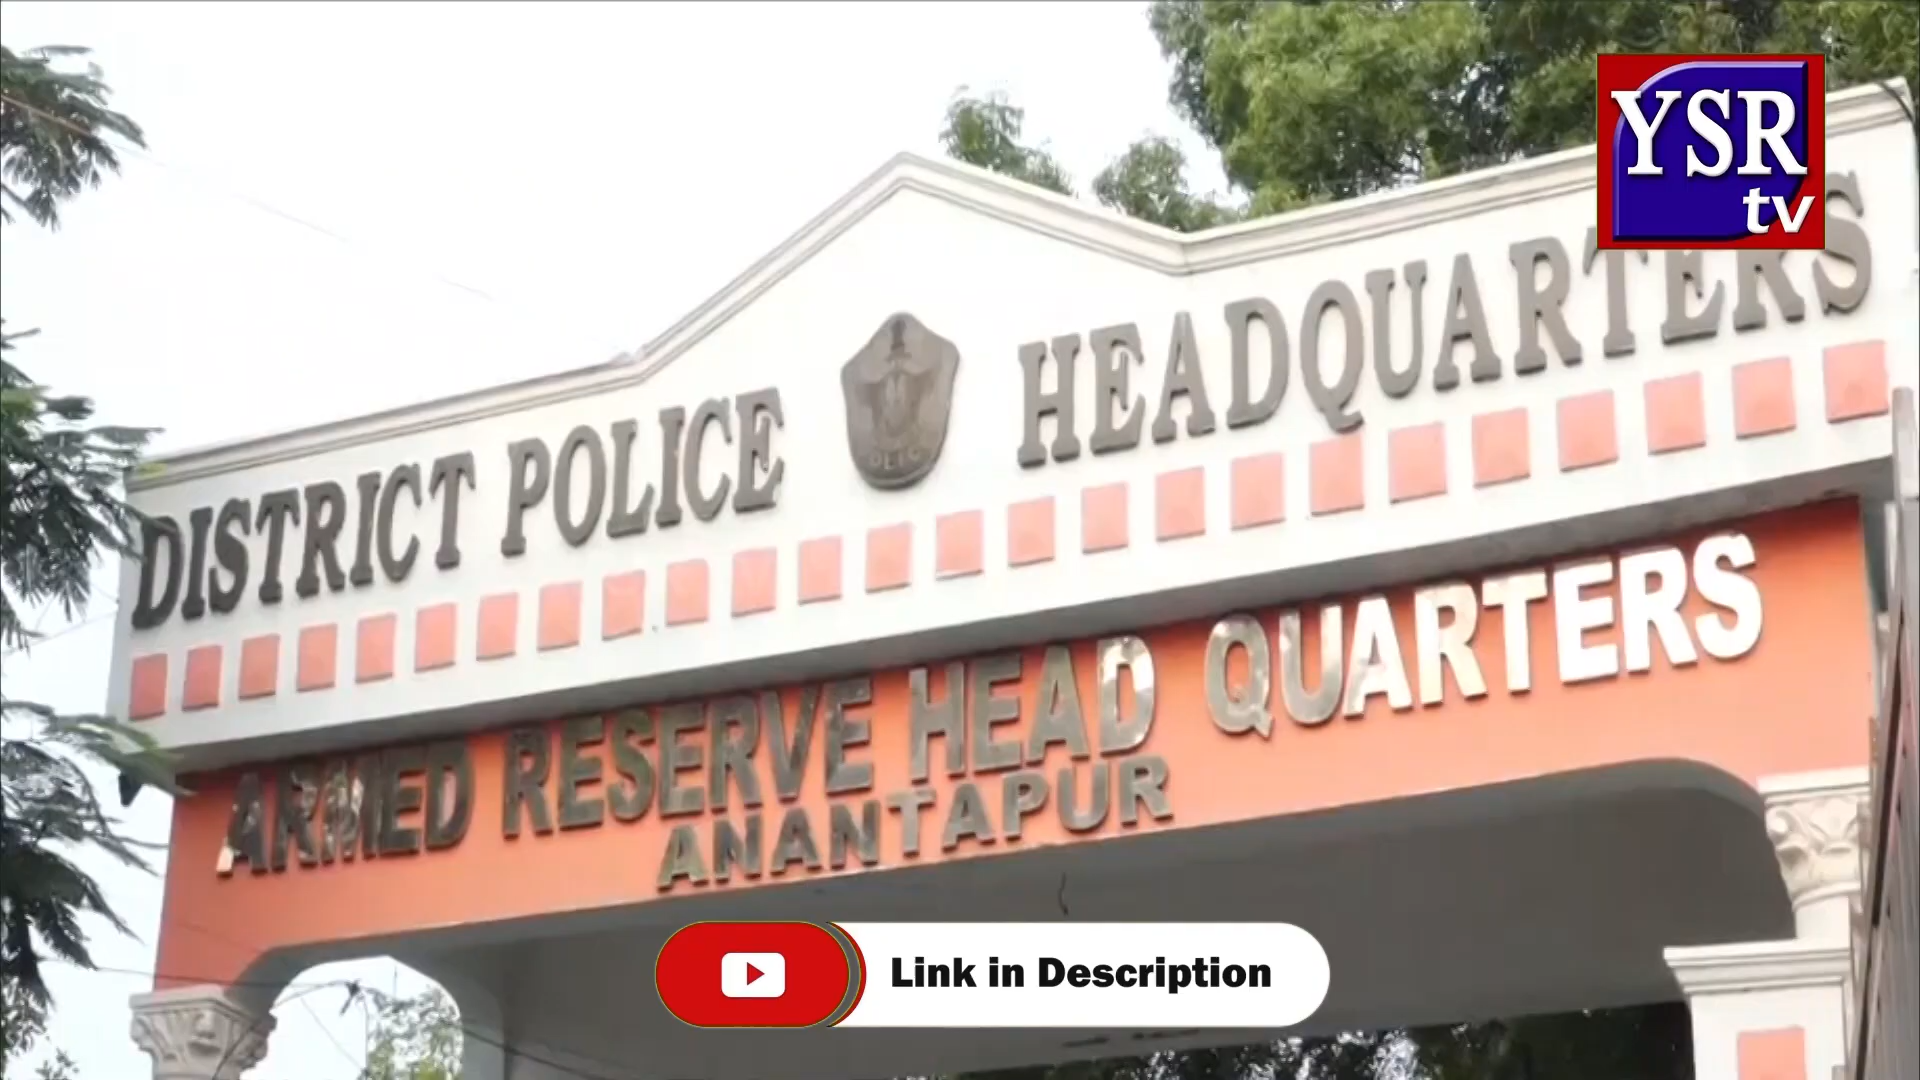 YSR
tv
DISTRICT POLICE HEADQUARTERS
ARMED RESERVE HEAD QUARTERS
ANANTAPUR
Link in Description